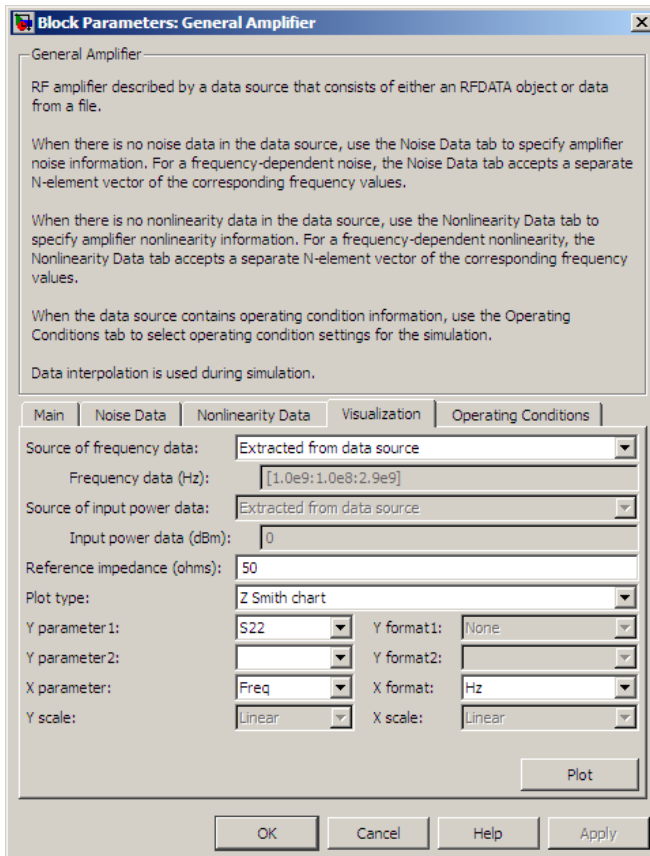 Block Parameters: General Amplifier
General Amplifier
RF amplifier described by a data source that consists of either an RFDATA object or data
from a file.
When there is no noise data in the data source, use the Noise Data tab to specify amplifier
noise information. For a frequency-dependent noise, the Noise Data tab accepts a separate
N-element vector of the corresponding frequency values.
When there is no nonlinearity data in the data source, use the Nonlinearity Data tab to
specify amplifier nonlinearity information. For a frequency-dependent nonlinearity, the
Nonlinearity Data tab accepts a separate N-element vector of the corresponding frequency
values.
When the data source contains operating condition information, use the Operating
Conditions tab to select operating condition settings for the simulation.
Data interpolation is used during simulation.
Main Noise Data Nonlinearity Data Visualization Operating Conditions
Source of frequency data: Extracted from data source
Frequency data (Hz): [1.0e9:1.0e8:2.9e9]
Source of input power data: Extracted from data source
Input power data (dBm): 0
Reference impedance (ohms): 50
Plot type: Z Smith chart
Y parameter1: S22 Y format1: None
Y parameter2: Y format2:
X parameter: Freq X format: Hz
Y scale: Linear X scale: Linear
Plot
OK Cancel Help Apply